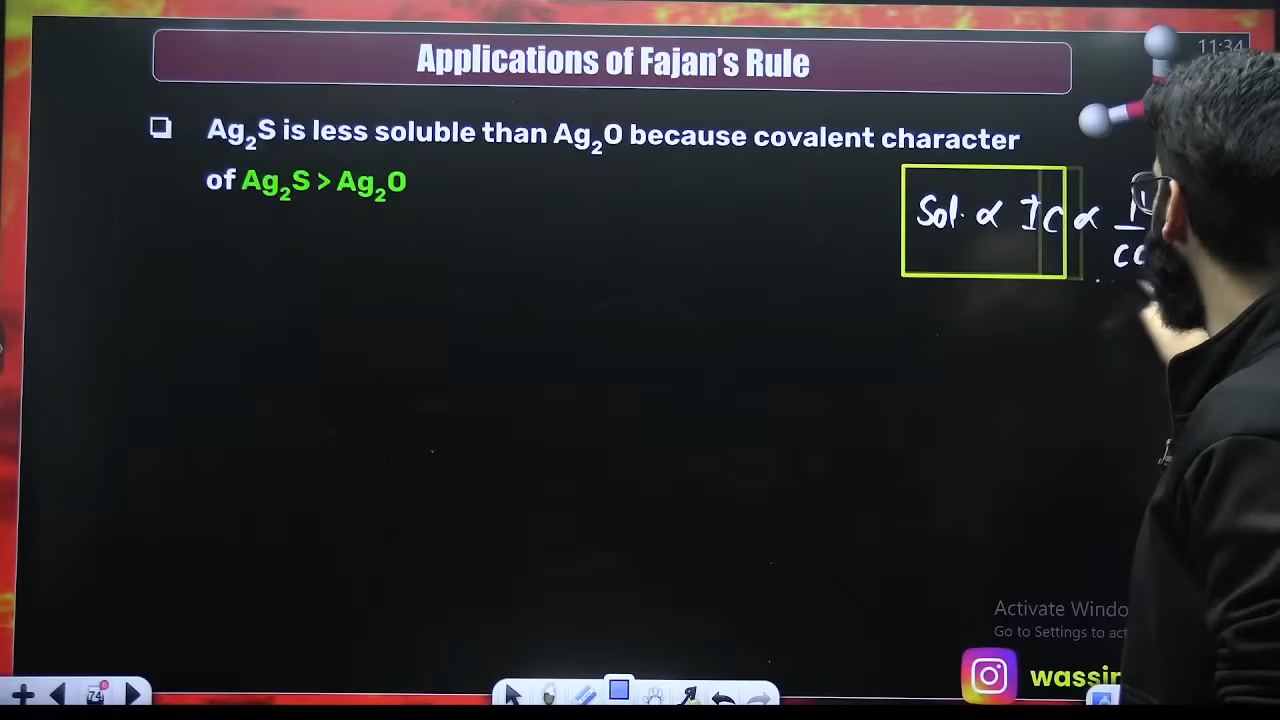 Applications of Fajan's Rule
11:34
❑ Ag₂S is less soluble than Ag₂O because covalent character
of Ag₂S > Ag₂O
Sol. ∝ IC ∝
Activate Windo
Go to Settings to act
wassir
74